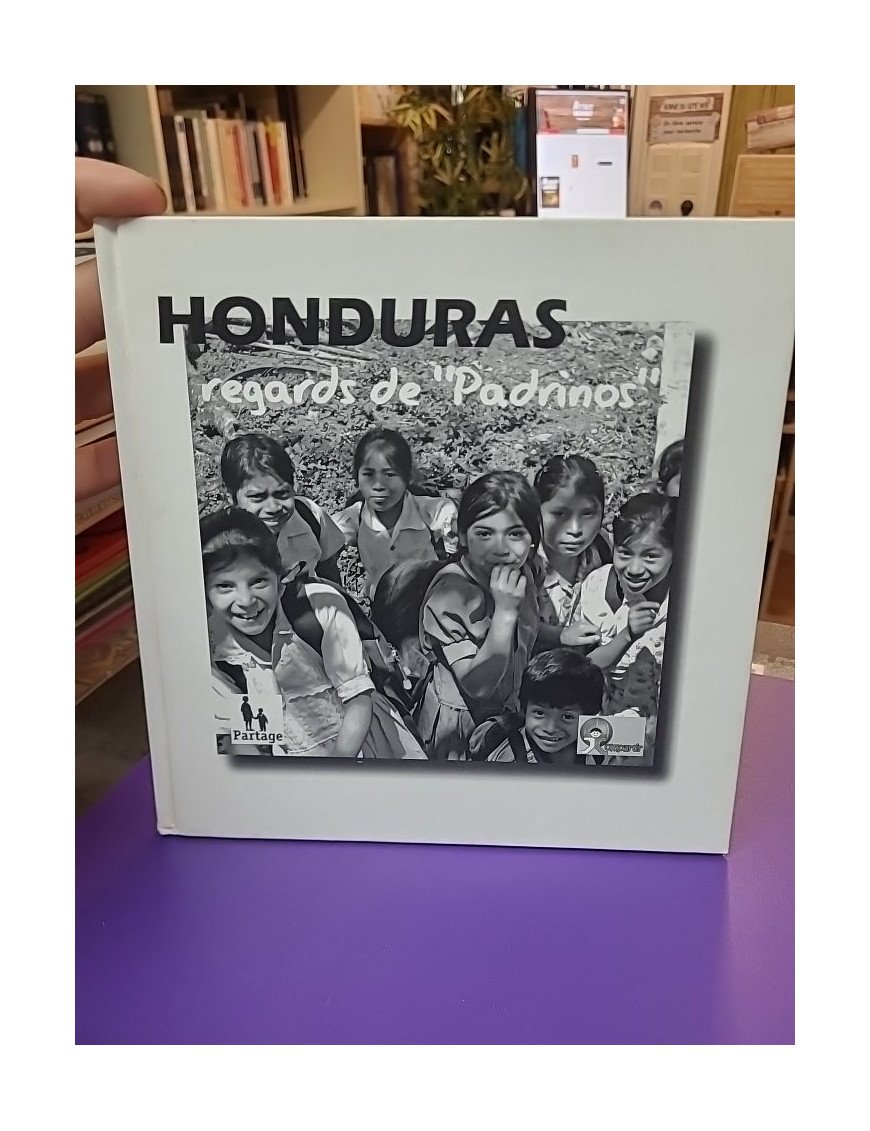 HONDURAS
regards de "Padrinos"
Partage